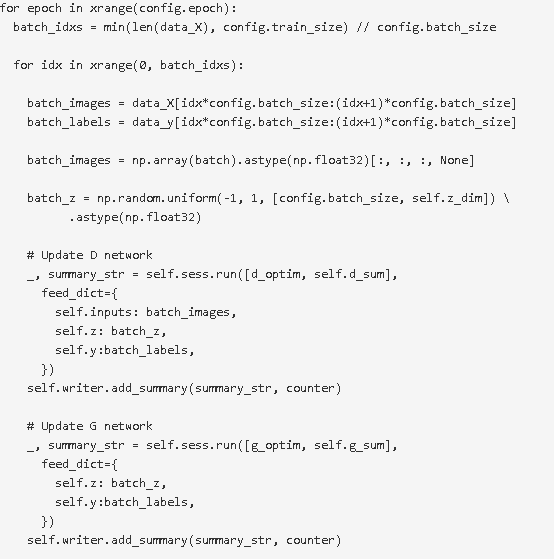 for epoch in xrange(config.epoch):
  batch_idxs = min(len(data_X), config.train_size) // config.batch_size

  for idx in xrange(0, batch_idxs):

    batch_images = data_X[idx*config.batch_size:(idx+1)*config.batch_size]
    batch_labels = data_y[idx*config.batch_size:(idx+1)*config.batch_size]

    batch_images = np.array(batch).astype(np.float32)[:, :, :, None]

    batch_z = np.random.uniform(-1, 1, [config.batch_size, self.z_dim]) \
          .astype(np.float32)

    # Update D network
    _, summary_str = self.sess.run([d_optim, self.d_sum],
      feed_dict={
        self.inputs: batch_images,
        self.z: batch_z,
        self.y:batch_labels,
      })
    self.writer.add_summary(summary_str, counter)

    # Update G network
    _, summary_str = self.sess.run([g_optim, self.g_sum],
      feed_dict={
        self.z: batch_z,
        self.y:batch_labels,
      })
    self.writer.add_summary(summary_str, counter)